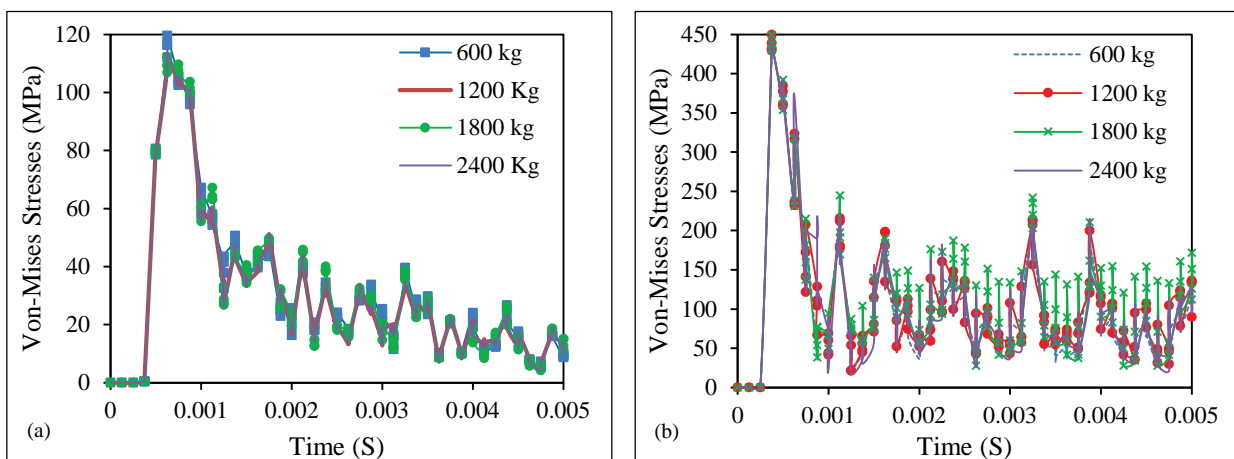 Von-Mises Stresses (MPa)
120
100
80
60
40
20
0
600 kg
1200 Kg
1800 kg
2400 Kg
0 0.001 0.002 0.003 0.004 0.005
(a)
Time (S)
Von-Mises Stresses (MPa)
450
400
350
300
250
200
150
100
50
0
600 kg
1200 kg
1800 kg
2400 kg
0 0.001 0.002 0.003 0.004 0.005
(b)
Time (S)